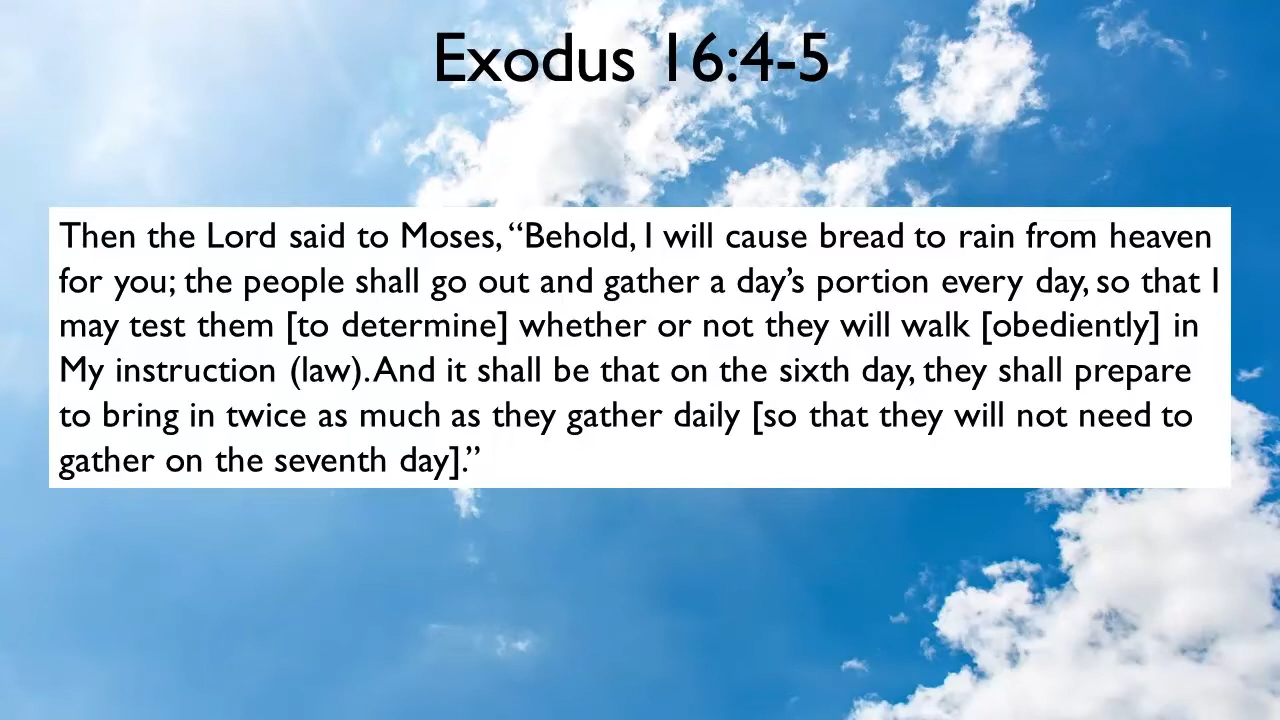 Exodus 16:4-5
Then the Lord said to Moses, “Behold, I will cause bread to rain from heaven
for you; the people shall go out and gather a day’s portion every day, so that I
may test them [to determine] whether or not they will walk [obediently] in
My instruction (law). And it shall be that on the sixth day, they shall prepare
to bring in twice as much as they gather daily [so that they will not need to
gather on the seventh day].”